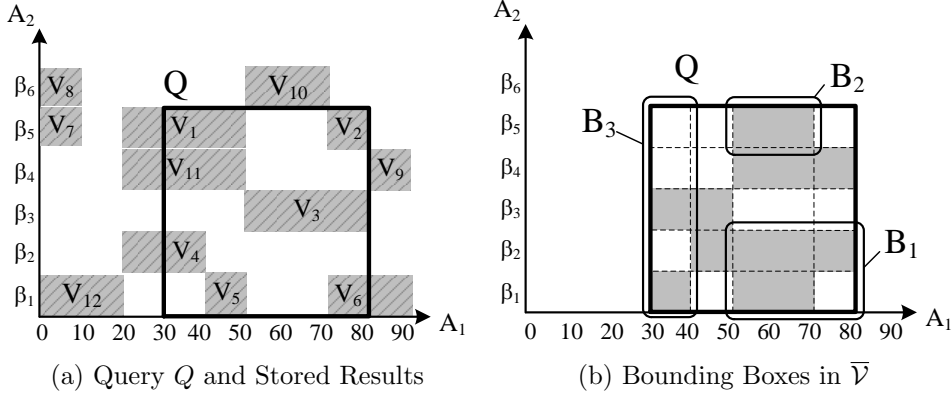 A2
β6 V8 Q V10
β5 V7 V1 V2
β4 V11 V9
β3 V3
β2 V4
β1 V12 V5 V6
0 10 20 30 40 50 60 70 80 90 A1
(a) Query Q and Stored Results
A2
β6 Q B2
β5 B3
β4
β3
β2 B1
β1
0 10 20 30 40 50 60 70 80 90 A1
(b) Bounding Boxes in V̅